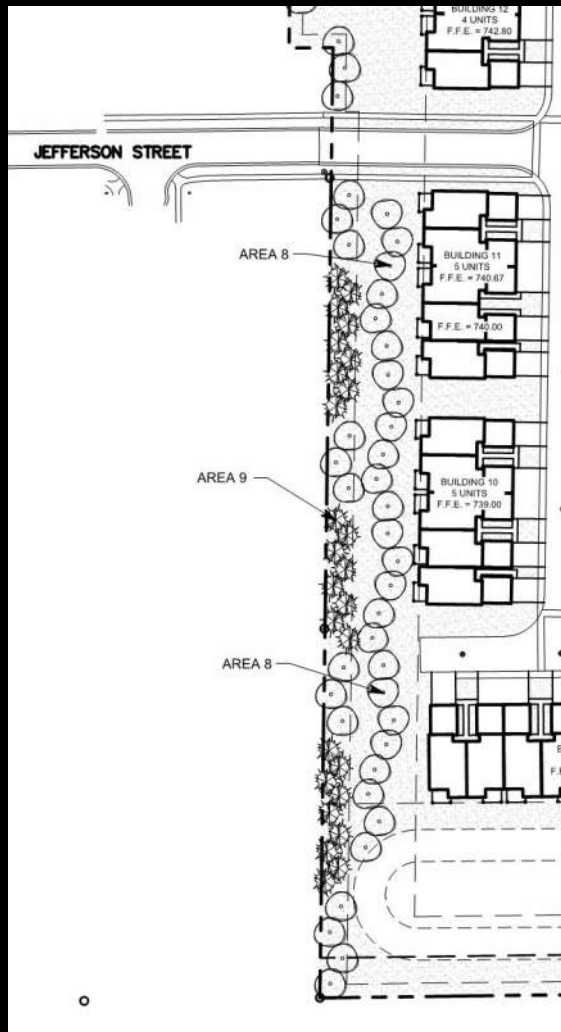 BUILDING 12
4 UNITS
F.F.E. = 742.80
JEFFERSON STREET
AREA 8
BUILDING 11
5 UNITS
F.F.E. = 740.67
F.F.E. = 740.00
AREA 9
BUILDING 10
5 UNITS
F.F.E. = 739.00
AREA 8
B
F.F